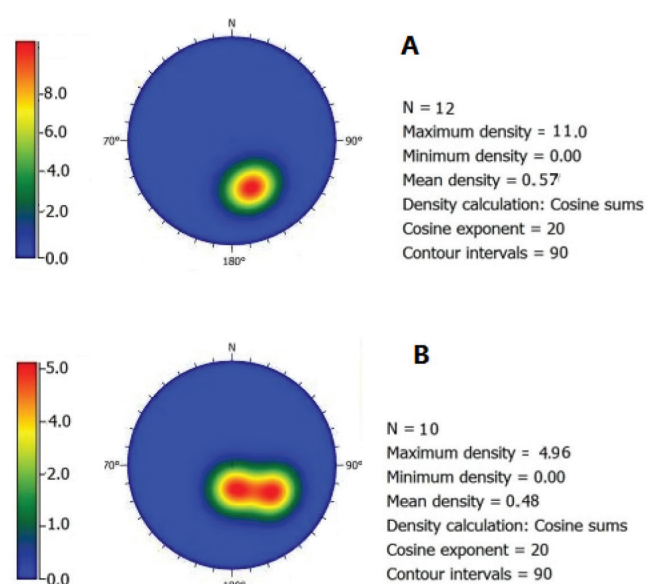 A
N
8.0
6.0
4.0
2.0
0.0
70°
90°
180°
N = 12
Maximum density = 11.0
Minimum density = 0.00
Mean density = 0.57
Density calculation: Cosine sums
Cosine exponent = 20
Contour intervals = 90
B
N
5.0
4.0
2.0
1.0
0.0
70°
90°
N = 10
Maximum density = 4.96
Minimum density = 0.00
Mean density = 0.48
Density calculation: Cosine sums
Cosine exponent = 20
Contour intervals = 90